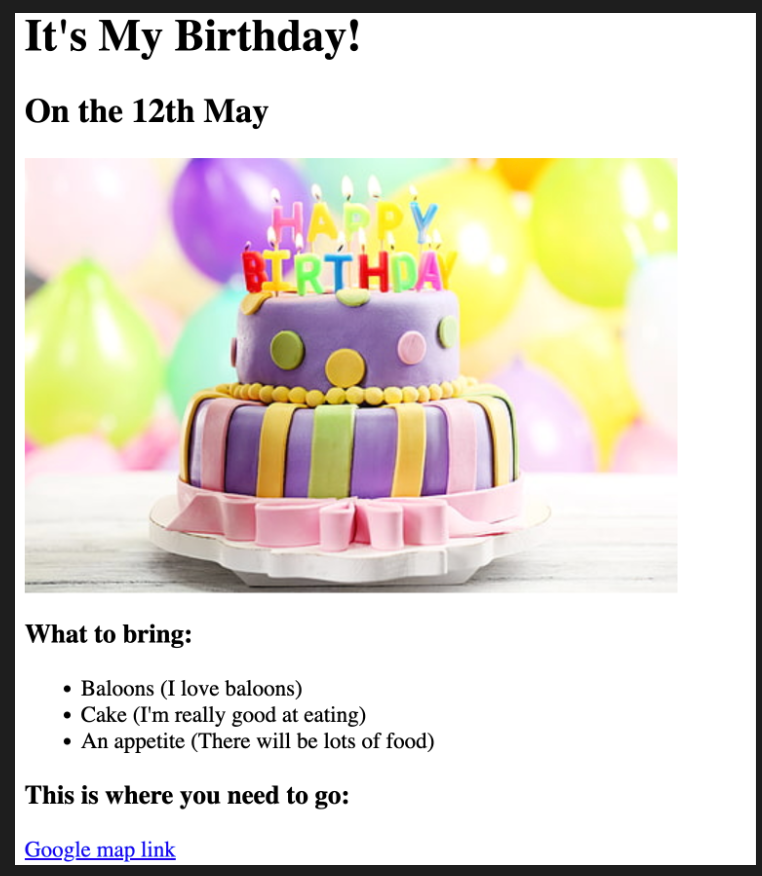 It's My Birthday!
On the 12th May
HAPPY
BIRTHDAY
What to bring:
Baloons (I love baloons)
Cake (I'm really good at eating)
An appetite (There will be lots of food)
This is where you need to go:
Google map link